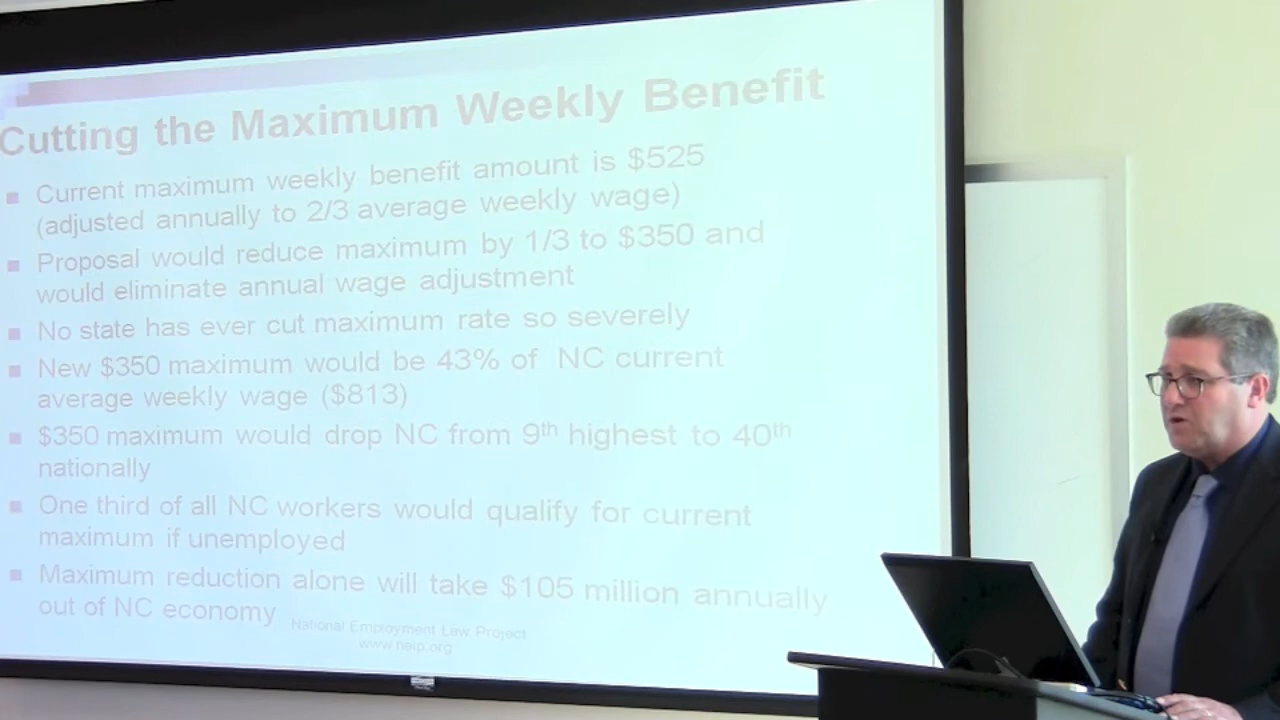 Cutting the Maximum Weekly Benefit
Current maximum weekly benefit amount is $525
(adjusted annually to 2/3 average weekly wage)
Proposal would reduce maximum by 1/3 to $350 and
would eliminate annual wage adjustment
No state has ever cut maximum rate so severely
New $350 maximum would be 43% of NC current
average weekly wage ($813)
$350 maximum would drop NC from 9th highest to 40th
nationally
One third of all NC workers would qualify for current
maximum if unemployed
Maximum reduction alone will take $105 million annually
out of NC economy
National Employment Law Project
www.nelp.org